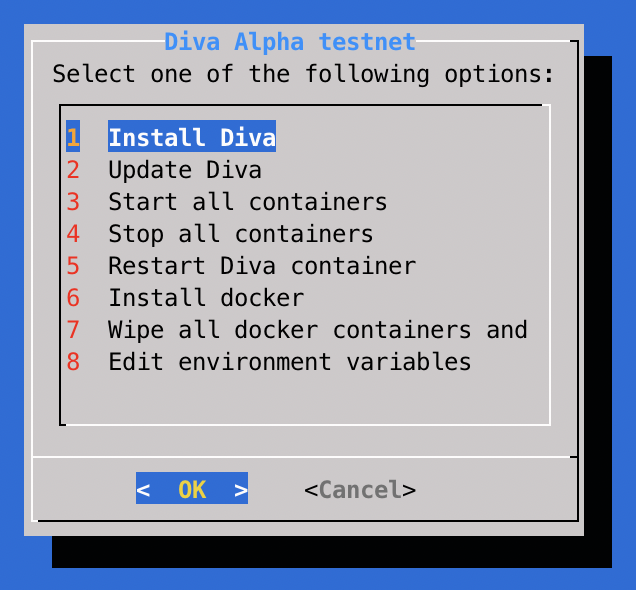 Diva Alpha testnet
Select one of the following options:
1 Install Diva
2 Update Diva
3 Start all containers
4 Stop all containers
5 Restart Diva container
6 Install docker
7 Wipe all docker containers and
8 Edit environment variables
< OK > <Cancel>